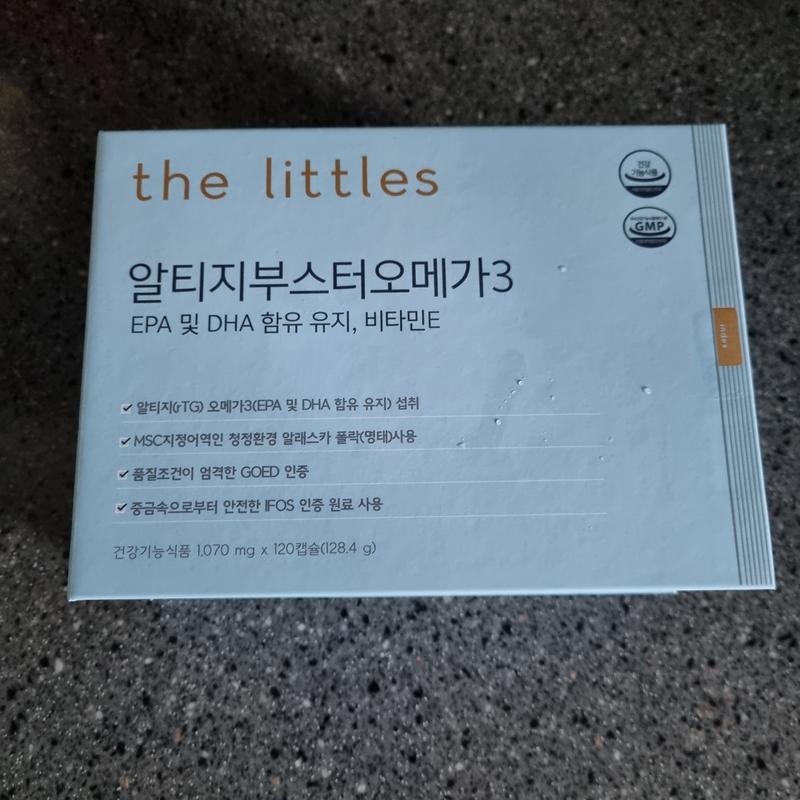 the littles
건강
기능식품
GMP
알티지부스터오메가3
EPA 및 DHA 함유 유지, 비타민E
index
✓ 알티지(rTG) 오메가3(EPA 및 DHA 함유 유지) 섭취
✓ MSC지정어역인 청정환경 알래스카 폴락(명태)사용
✓ 품질조건이 엄격한 GOED 인증
✓ 중금속으로부터 안전한 IFOS 인증 원료 사용
건강기능식품 1,070 mg x 120캡슐(128.4 g)